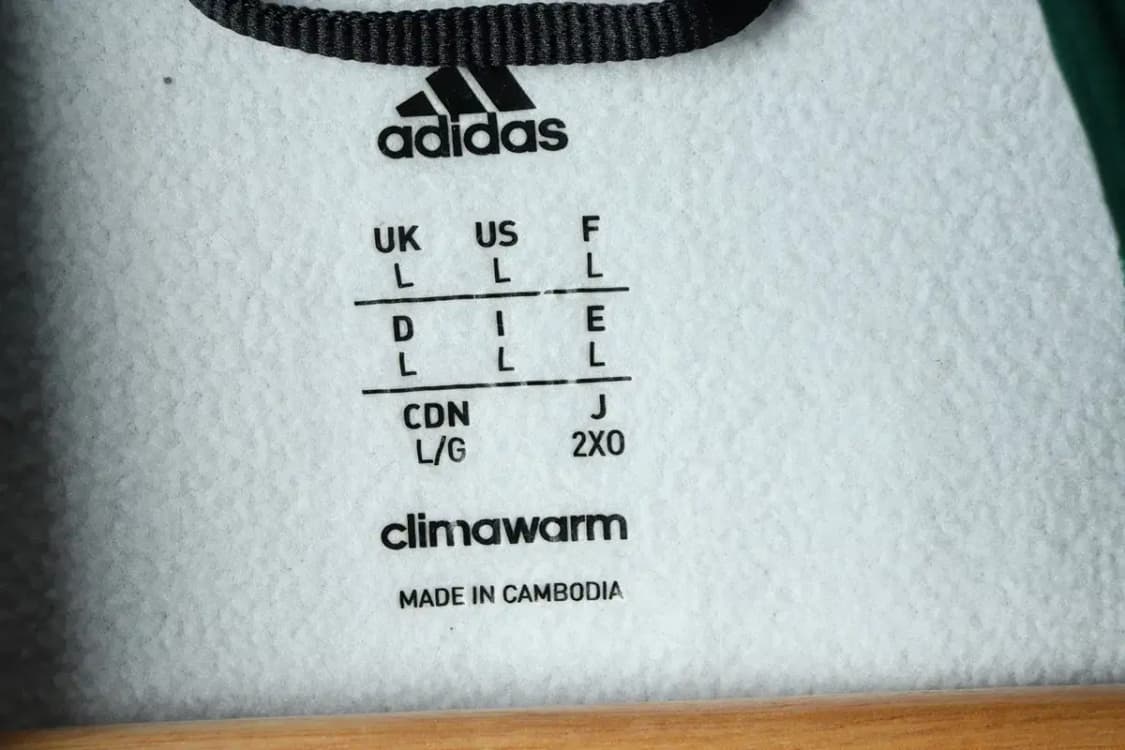 adidas
UK US F
L L L
D I E
L L L
CDN J
L/G 2XO
climawarm
MADE IN CAMBODIA